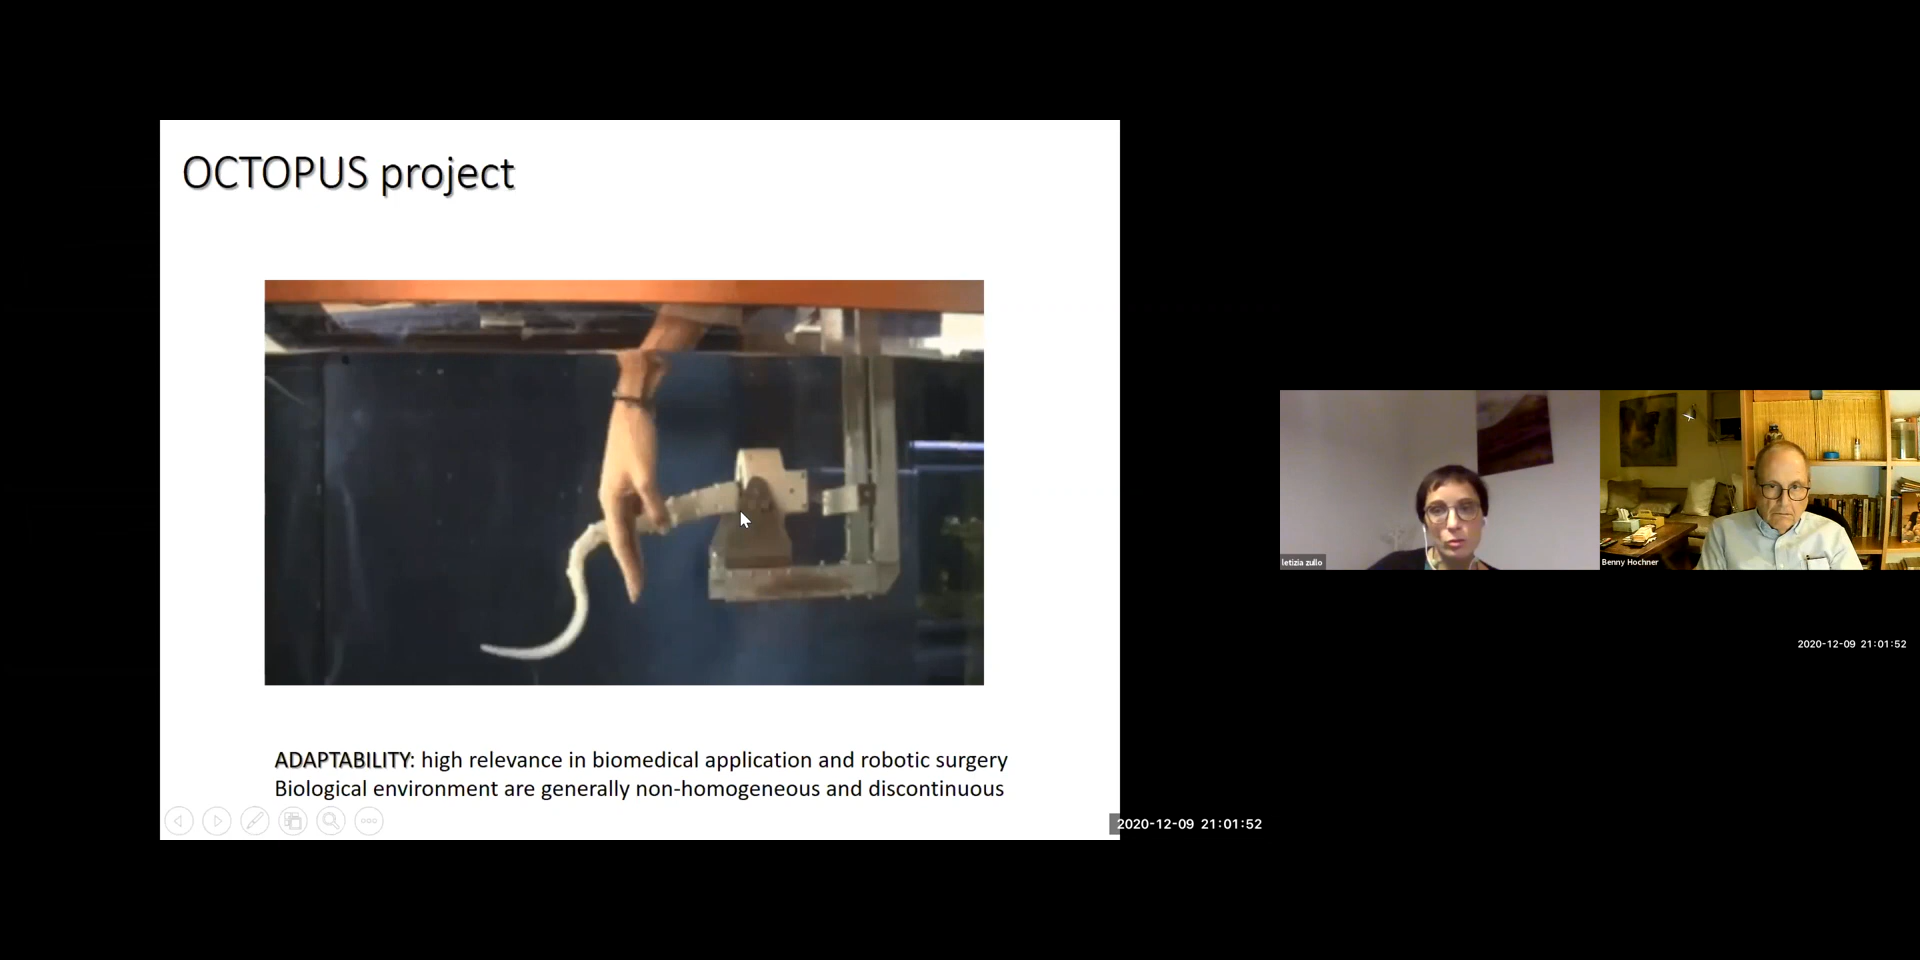 OCTOPUS project
ADAPTABILITY: high relevance in biomedical application and robotic surgery
Biological environment are generally non-homogeneous and discontinuous
2020-12-09 21:01:52
letizia zullo
Benny Hochner
2020-12-09 21:01:52